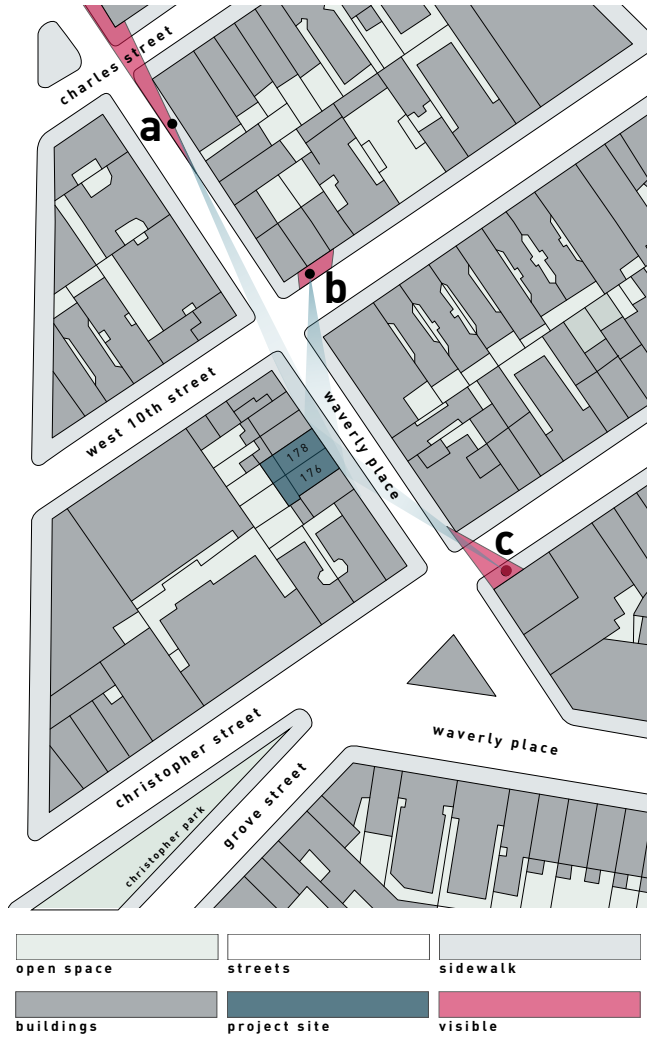 charles street
a
b
west 10th street
waverly place
178
176
c
christopher street
waverly place
grove street
christopher park
open space
streets
sidewalk
buildings
project site
visible